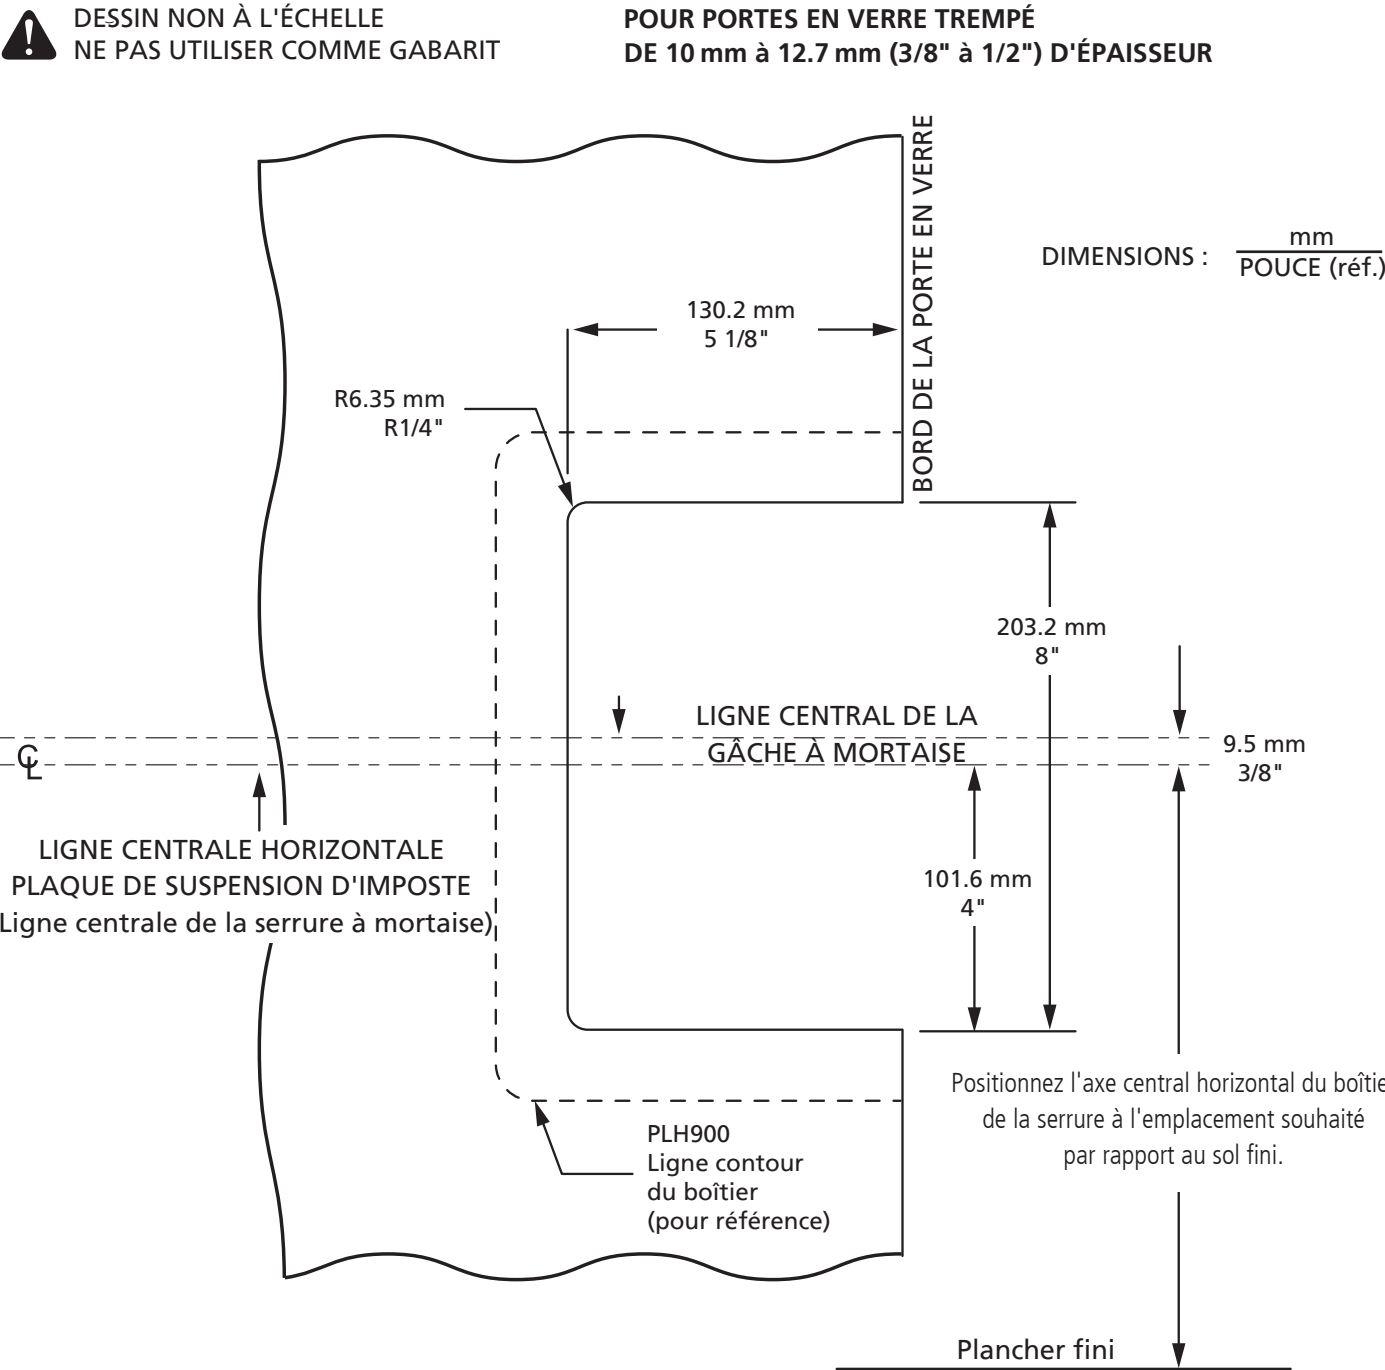 DESSIN NON À L'ÉCHELLE
NE PAS UTILISER COMME GABARIT
POUR PORTES EN VERRE TREMPÉ
DE 10 mm à 12.7 mm (3/8" à 1/2") D'ÉPAISSEUR
BORD DE LA PORTE EN VERRE
DIMENSIONS :
mm
POUCE (réf.)
130.2 mm
5 1/8"
R6.35 mm
R1/4"
203.2 mm
8"
LIGNE CENTRAL DE LA
GÂCHE À MORTAISE
9.5 mm
3/8"
CL
LIGNE CENTRALE HORIZONTALE
PLAQUE DE SUSPENSION D'IMPOSTE
Ligne centrale de la serrure à mortaise)
101.6 mm
4"
Positionnez l'axe central horizontal du boîtie
de la serrure à l'emplacement souhaité
par rapport au sol fini.
PLH900
Ligne contour
du boîtier
(pour référence)
Plancher fini